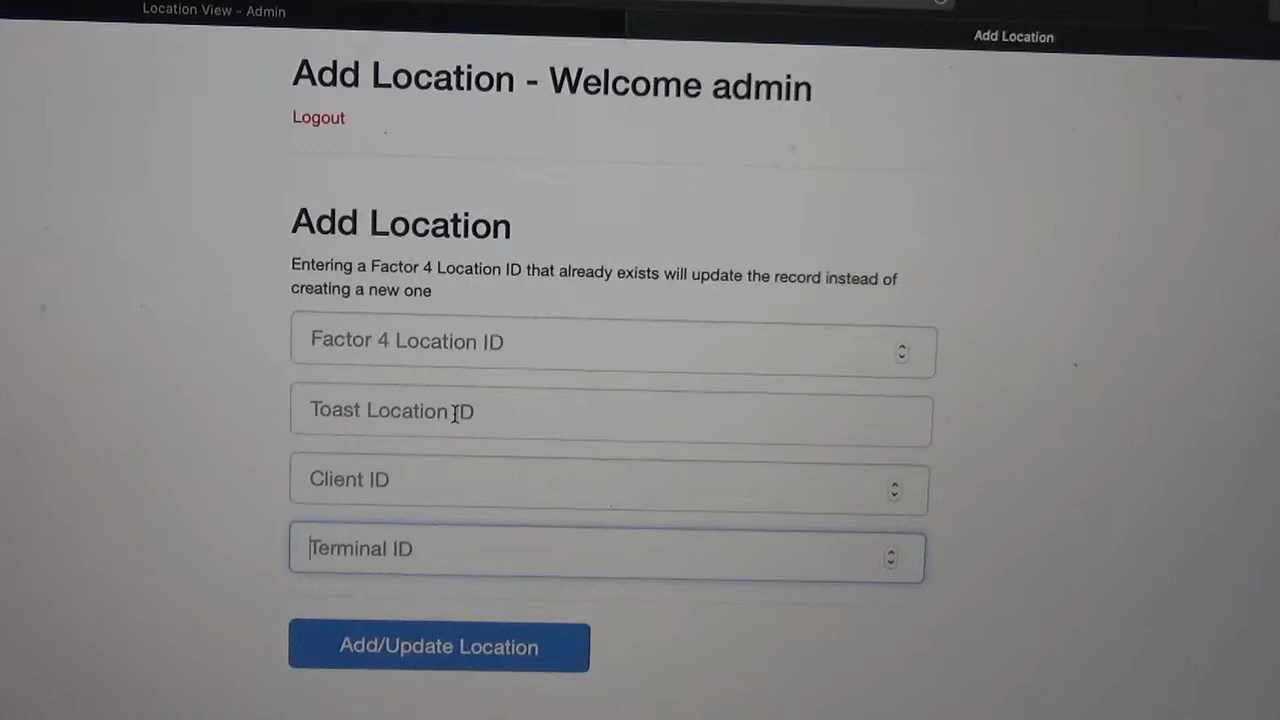 Location View - Admin
Add Location
Add Location - Welcome admin
Logout
Add Location
Entering a Factor 4 Location ID that already exists will update the record instead of
creating a new one
Factor 4 Location ID
Toast Location ID
Client ID
Terminal ID
Add/Update Location